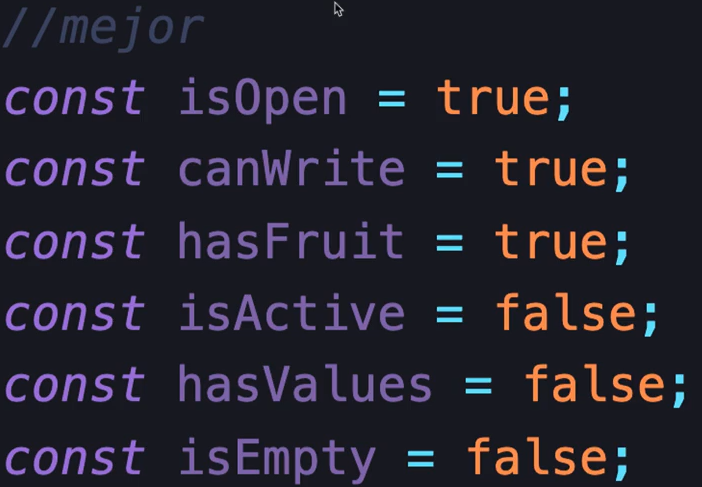 //mejor
const isOpen = true;
const canWrite = true;
const hasFruit = true;
const isActive = false;
const hasValues = false;
const isEmpty = false;